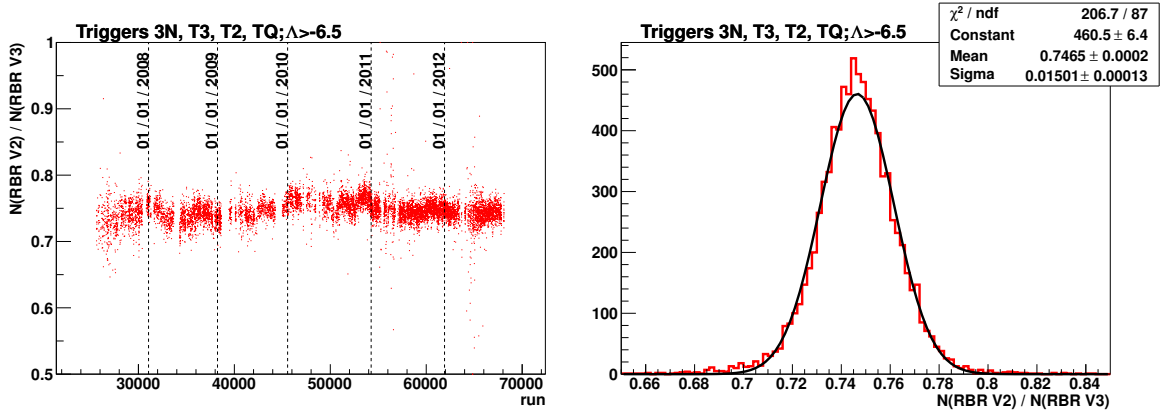 Triggers 3N, T3, T2, TQ;Λ>-6.5
N(RBR V2) / N(RBR V3)
1
0.9
0.8
0.7
0.6
0.5
01 / 01 / 2008
01 / 01 / 2009
01 / 01 / 2010
01 / 01 / 2011
01 / 01 / 2012
30000 40000 50000 60000 70000
run
Triggers 3N, T3, T2, TQ;Λ>-6.5
χ² / ndf 206.7 / 87
Constant 460.5 ± 6.4
Mean 0.7465 ± 0.0002
Sigma 0.01501 ± 0.00013
500
400
300
200
100
0
0.66 0.68 0.7 0.72 0.74 0.76 0.78 0.8 0.82 0.84
N(RBR V2) / N(RBR V3)